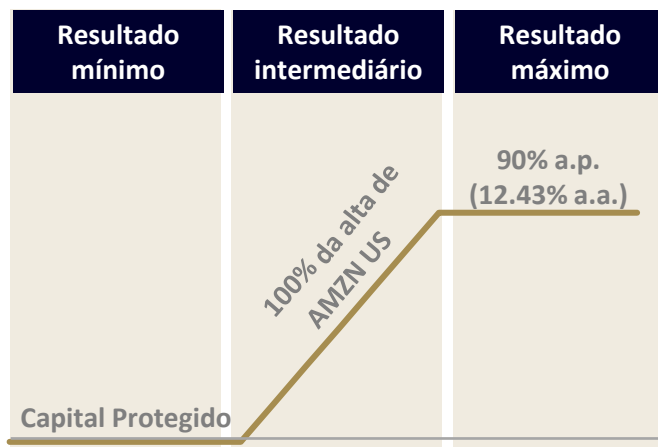 Resultado
mínimo
Resultado
intermediário
Resultado
máximo
90% a.p.
(12.43% a.a.)
100% da alta de
AMZN US
Capital Protegido